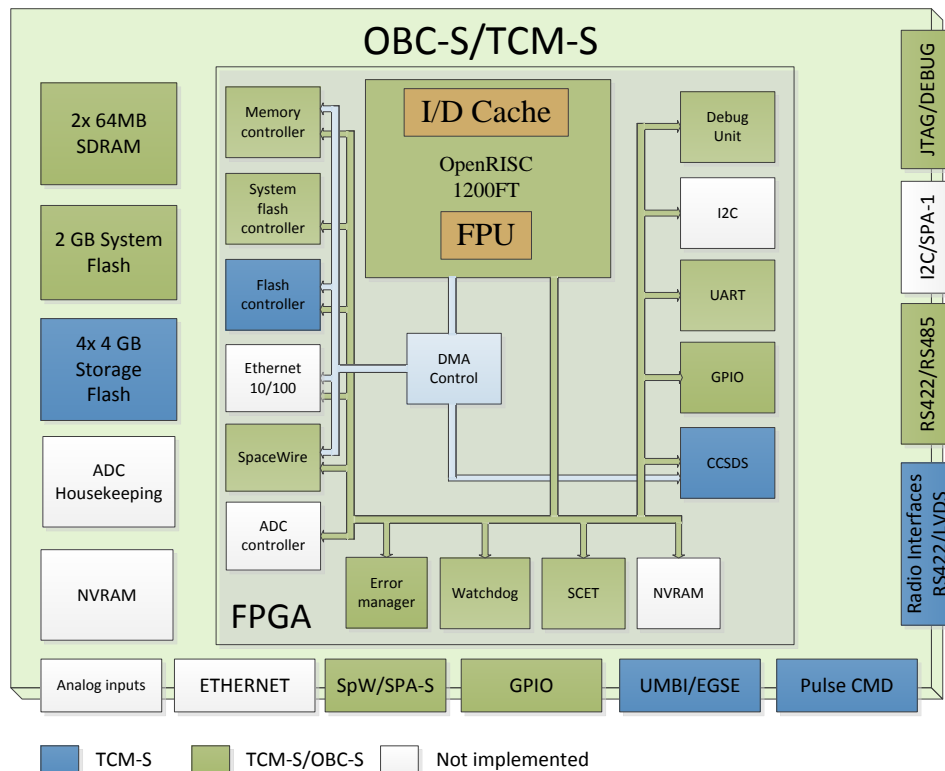 OBC-S/TCM-S
2x 64MB
SDRAM
2 GB System
Flash
4x 4 GB
Storage
Flash
ADC
Housekeeping
NVRAM
Memory
controller
System
flash
controller
Flash
controller
Ethernet
10/100
SpaceWire
ADC
controller
FPGA
I/D Cache
OpenRISC
1200FT
FPU
DMA
Control
Debug
Unit
I2C
UART
GPIO
CCSDS
Error
manager
Watchdog
SCET
NVRAM
JTAG/DEBUG
I2C/SPA-1
RS422/RS485
Radio Interfaces
RS422/LVDS
Analog inputs
ETHERNET
SpW/SPA-S
GPIO
UMBI/EGSE
Pulse CMD
TCM-S
TCM-S/OBC-S
Not implemented